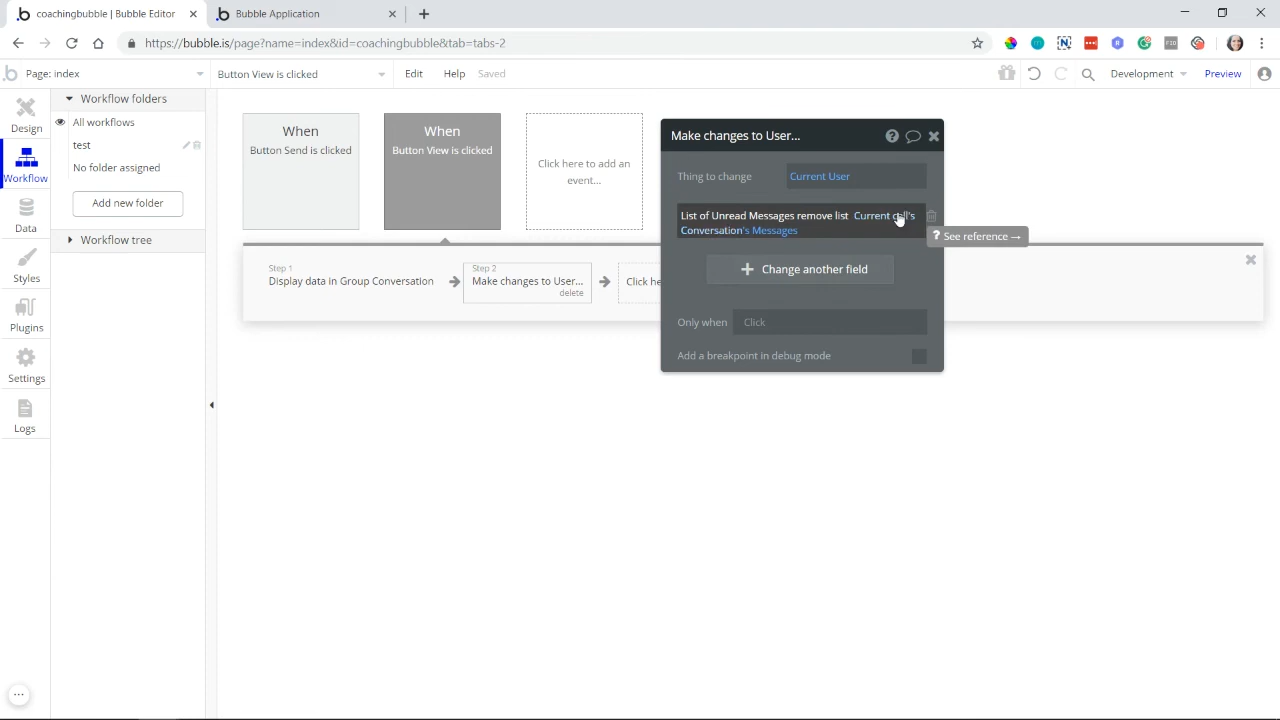 coachingbubble | Bubble Editor
Bubble Application
https://bubble.is/page?name=index&id=coachingbubble&tab=tabs-2
Page: index
Button View is clicked
Edit
Help
Saved
Development
Preview
Design
Workflow
Data
Styles
Plugins
Settings
Logs
Workflow folders
All workflows
test
No folder assigned
Add new folder
Workflow tree
When
Button Send is clicked
When
Button View is clicked
Click here to add an
event...
Step 1
Display data in Group Conversation
Step 2
Make changes to User...
delete
Click he
Make changes to User...
Thing to change
Current User
List of Unread Messages remove list Current cell's
Conversation's Messages
? See reference →
Change another field
Only when
Click
Add a breakpoint in debug mode